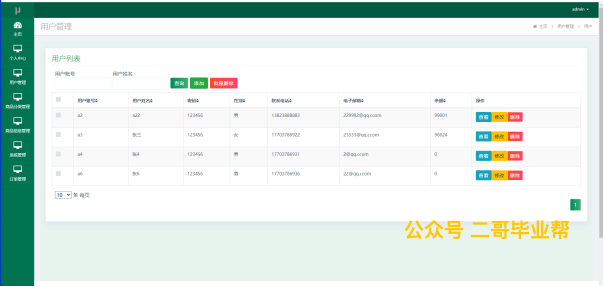 μ
admin
主页
个人中心
用户管理
商品分类管理
商品信息管理
系统管理
订单管理
用户管理
主页 用户管理 用户
用户列表
用户账号 用户姓名
查询 添加 批量删除
用户账号 用户姓名 密码 性别 联系电话 电子邮箱 余额 操作
a2 a22 123456 男 13823888882 229992@qq.com 99001 查看 修改 删除
a3 张三 123456 女 17703786922 23333@qq.ccom 96824 查看 修改 删除
a4 张4 123456 男 17703786931 2@qq.ccom 0 查看 修改 删除
a6 张6 123456 男 17703786936 22@qq.ccom 0 查看 修改 删除
10 条 每页
1
公众号 二哥毕业帮